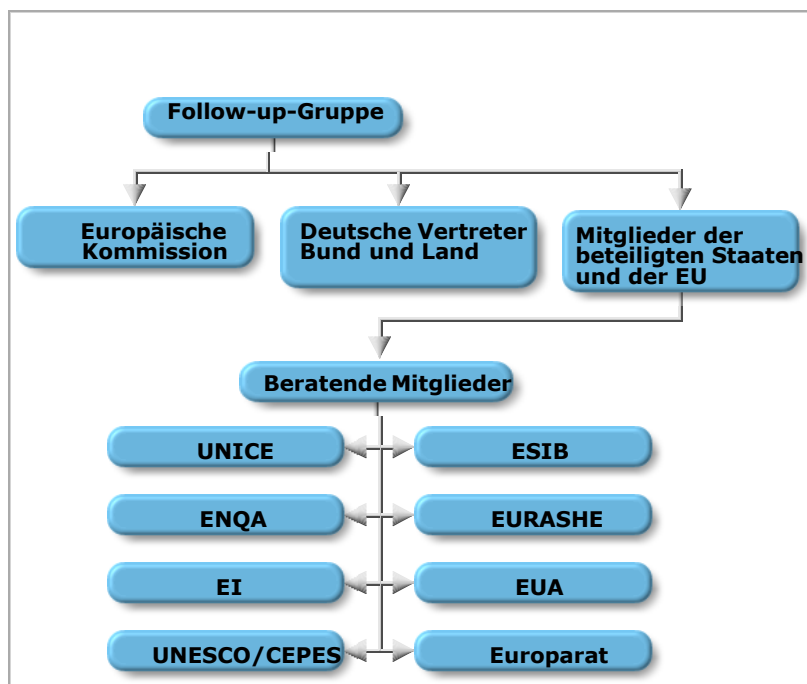 Follow-up-Gruppe
Europäische
Kommission
Deutsche Vertreter
Bund und Land
Mitglieder der
beteiligten Staaten
und der EU
Beratende Mitglieder
UNICE
ESIB
ENQA
EURASHE
EI
EUA
UNESCO/CEPES
Europarat